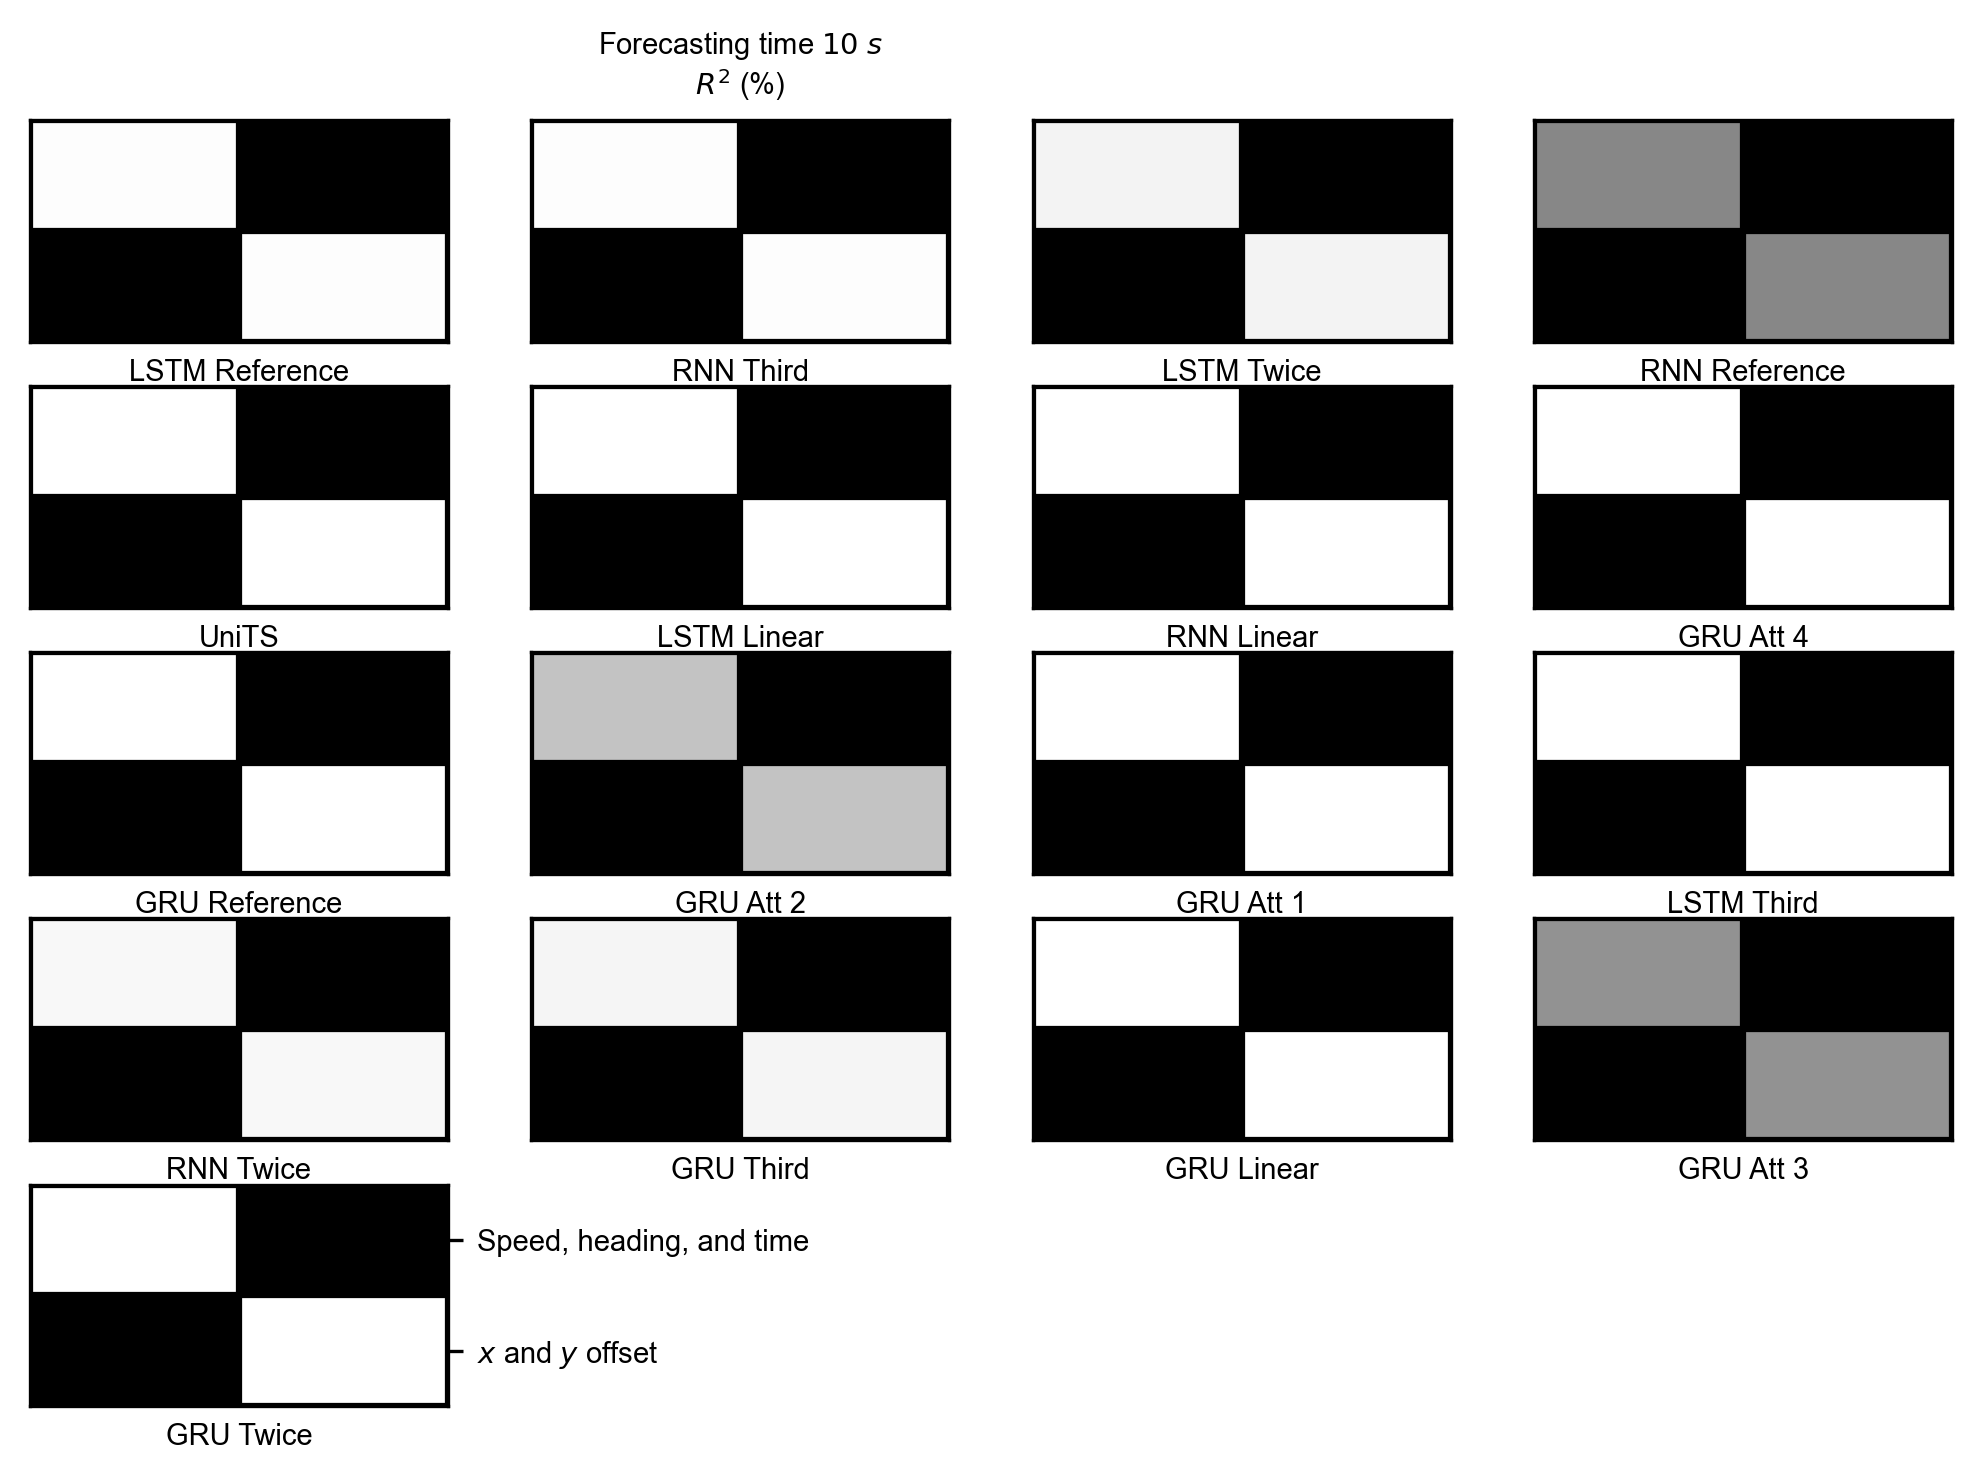 Forecasting time 10 s
R² (%)
LSTM Reference
RNN Third
LSTM Twice
RNN Reference
UniTS
LSTM Linear
RNN Linear
GRU Att 4
GRU Reference
GRU Att 2
GRU Att 1
LSTM Third
RNN Twice
GRU Third
GRU Linear
GRU Att 3
Speed, heading, and time
x and y offset
GRU Twice